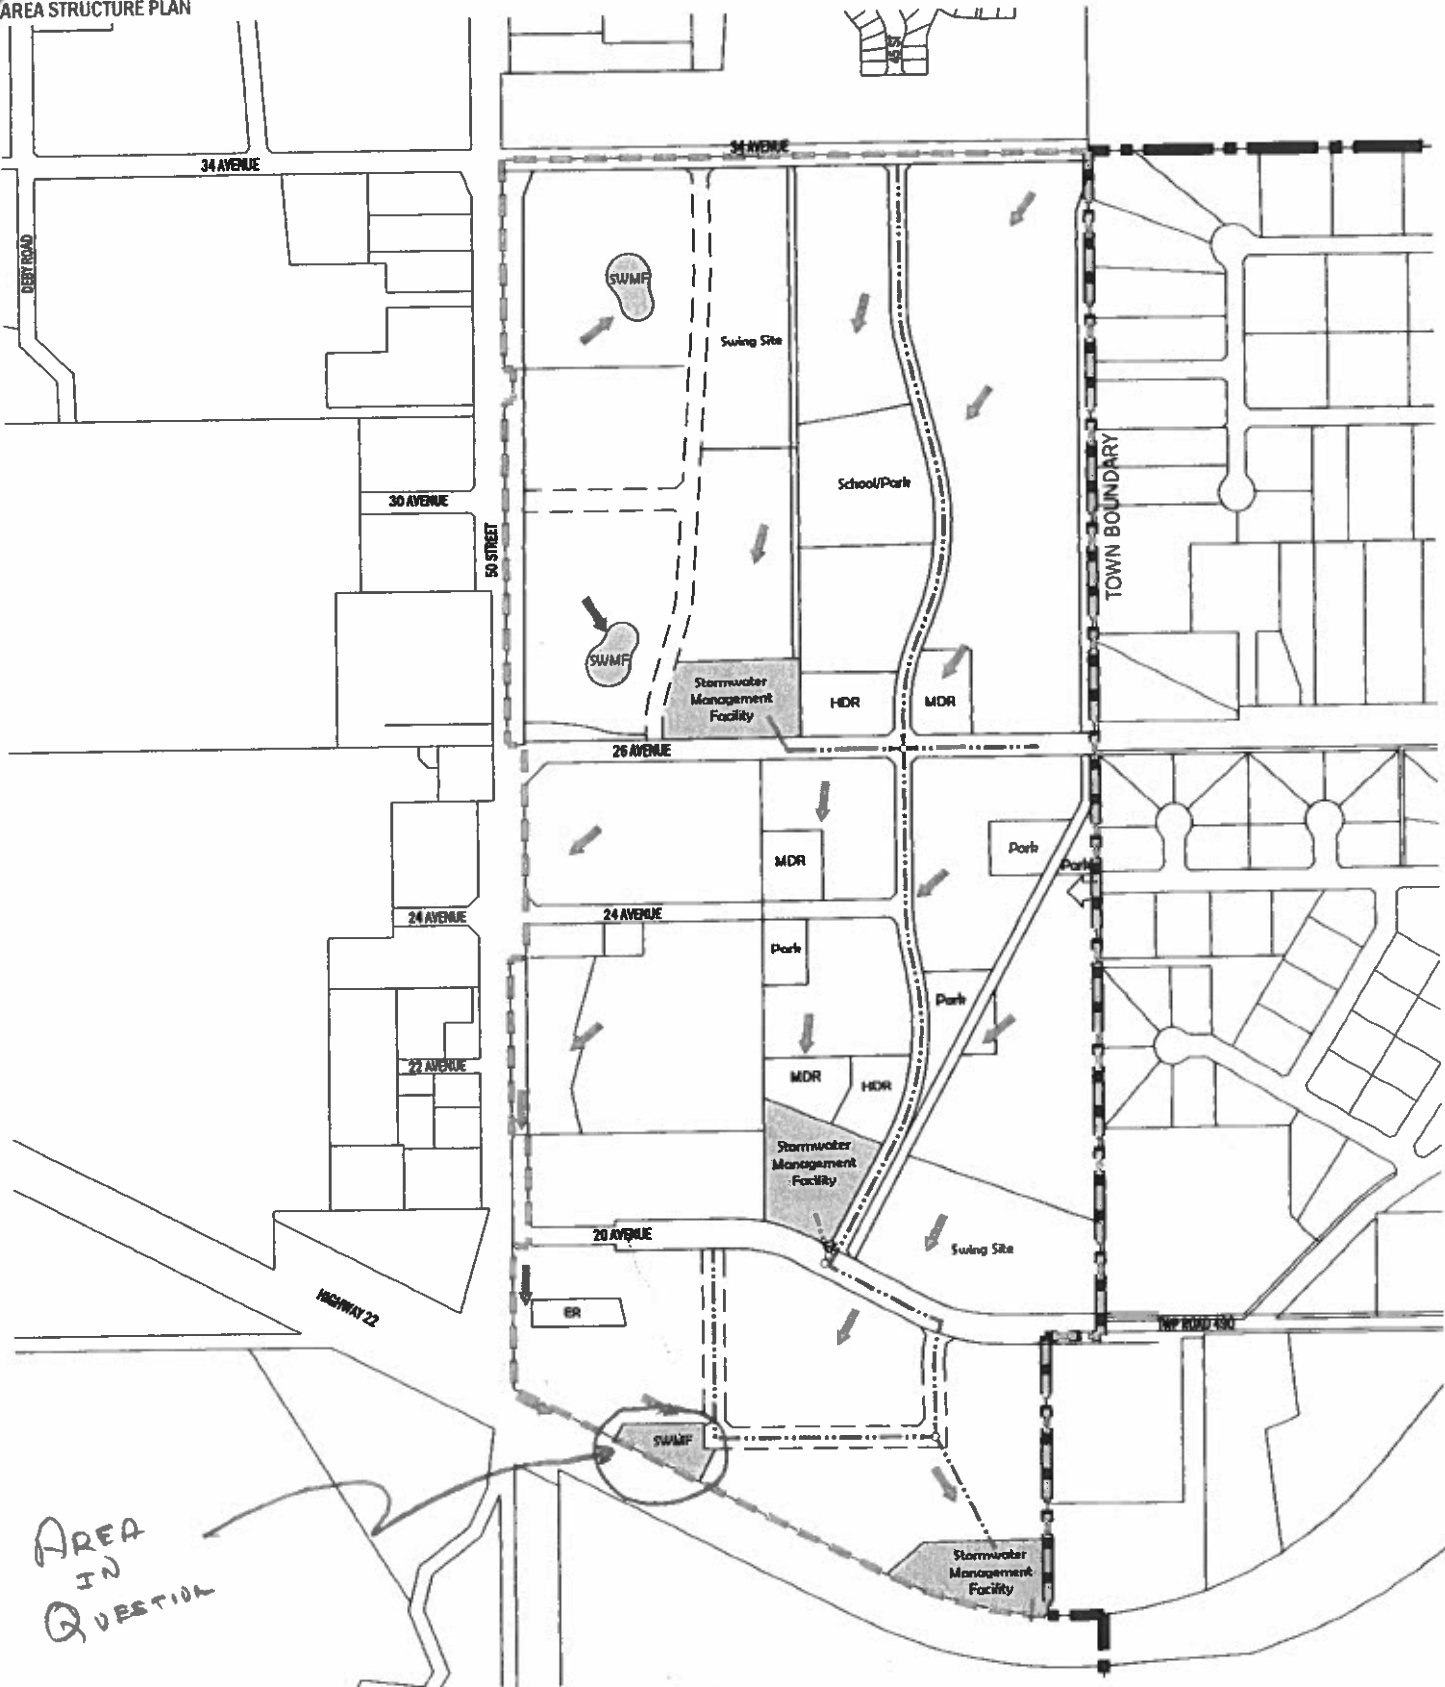 AREA STRUCTURE PLAN
34 AVENUE
34 AVENUE
DEBY ROAD
SWMF
Swing Site
School/Park
30 AVENUE
50 STREET
TOWN BOUNDARY
SWMF
Stormwater
Management
Facility
HDR
MDR
26 AVENUE
MDR
Park
Park
24 AVENUE
24 AVENUE
Park
Park
22 AVENUE
MDR
HDR
Stormwater
Management
Facility
20 AVENUE
Swing Site
HIGHWAY 22
ER
TWP ROAD 490
SWMF
AREA
IN
QUESTION
Stormwater
Management
Facility